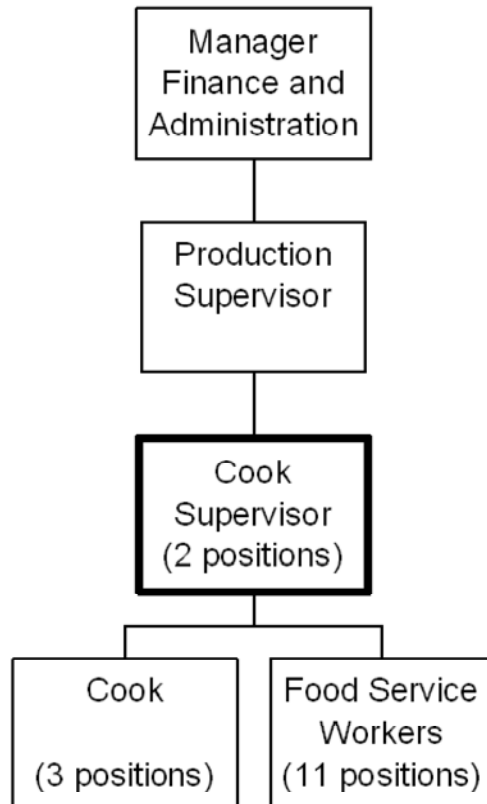 Manager
Finance and
Administration
Production
Supervisor
Cook
Supervisor
(2 positions)
Cook
(3 positions)
Food Service
Workers
(11 positions)